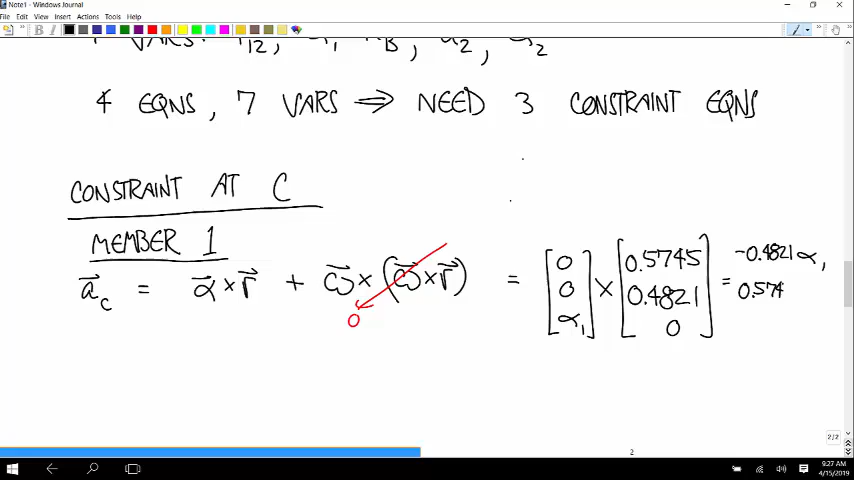 Note1 - Windows Journal
File Edit View Insert Actions Tools Help
B I
4 EQNS, 7 VARS ⇒ NEED 3 CONSTRAINT EQNS
CONSTRAINT AT C
MEMBER 1
a⃗c = α⃗ × r⃗ + ω⃗ × (ω⃗ × r⃗) = [0 0 α1] × [0.5745 0.4821 0] = -0.4821α1
0.574
0
2/2
2
9:27 AM
4/15/2019